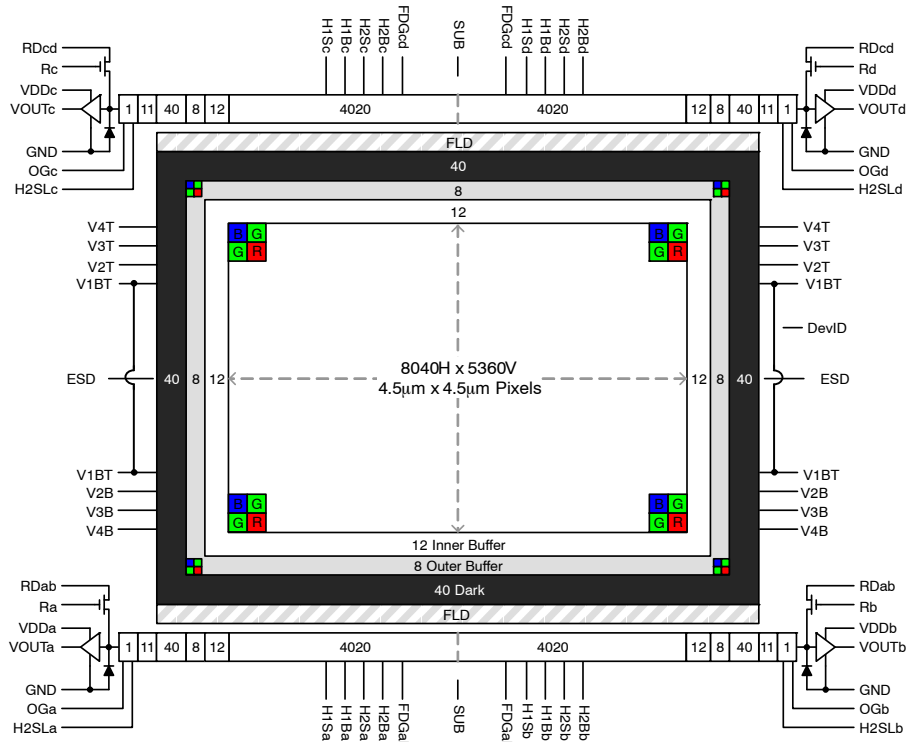 H1Sc H1Bc H2Sc H2Bc FDGcd SUB FDGcd H1Sd H1Bd H2Sd H2Bd
RDcd RDcd
Rc Rd
VDDc VDDd
VOUTc 1 11 40 8 12 4020 4020 12 8 40 11 1 VOUTd
GND FLD GND
OGc 40 OGd
H2SLc 8 H2SLd
12
V4T B G B G V4T
V3T G R G R V3T
V2T V2T
V1BT V1BT
DevID
8040H x 5360V
ESD 40 8 12 12 8 40 ESD
4.5µm x 4.5µm Pixels
V1BT V1BT
V2B B G B G V2B
V3B G R G R V3B
V4B V4B
12 Inner Buffer
8 Outer Buffer
RDab 40 Dark RDab
Ra FLD Rb
VDDa VDDb
VOUTa 1 11 40 8 12 4020 4020 12 8 40 11 1 VOUTb
GND GND
OGa OGb
H2SLa H2SLb
H1Sa H1Ba H2Sa H2Ba FDGa SUB FDGa H1Sb H1Bb H2Sb H2Bb